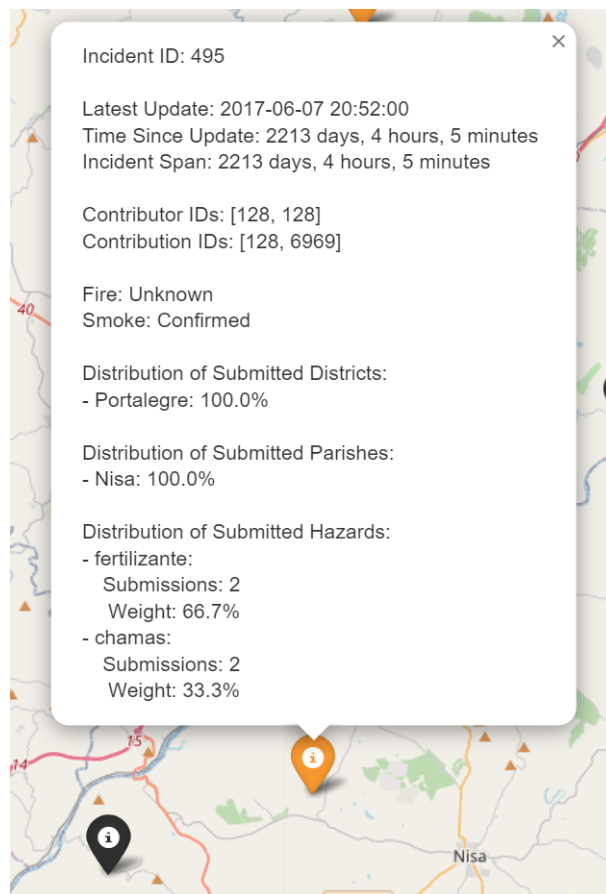 ×
Incident ID: 495
Latest Update: 2017-06-07 20:52:00
Time Since Update: 2213 days, 4 hours, 5 minutes
Incident Span: 2213 days, 4 hours, 5 minutes
Contributor IDs: [128, 128]
Contribution IDs: [128, 6969]
Fire: Unknown
Smoke: Confirmed
Distribution of Submitted Districts:
- Portalegre: 100.0%
Distribution of Submitted Parishes:
- Nisa: 100.0%
Distribution of Submitted Hazards:
- fertilizante:
Submissions: 2
Weight: 66.7%
- chamas:
Submissions: 2
Weight: 33.3%
40
13
15
14
i
i
Nisa